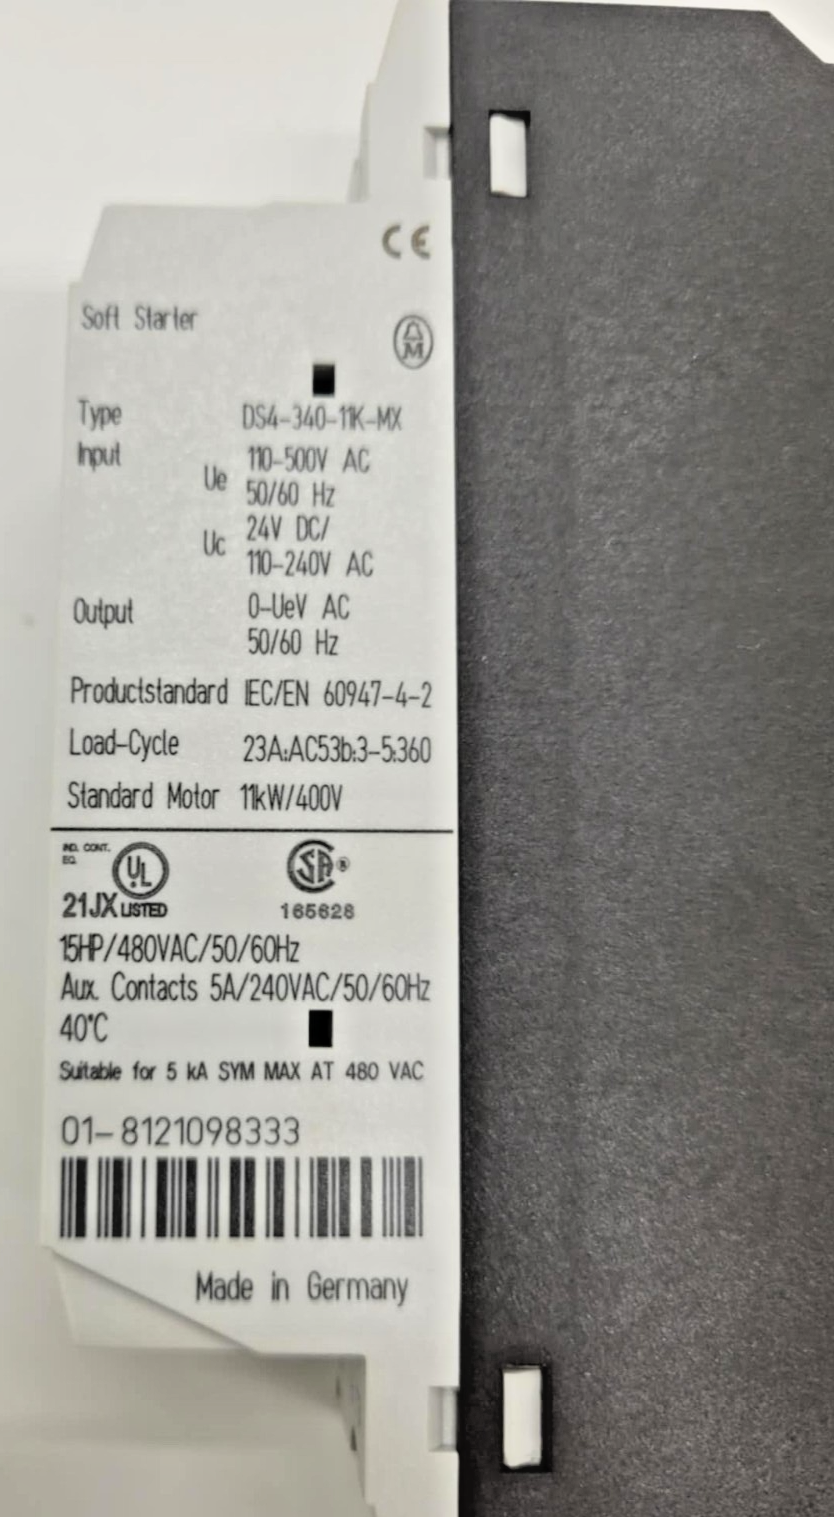 CE
Soft Starter
M
Type DS4-340-11K-MX
Input Ue 110-500V AC
50/60 Hz
Uc 24V DC/
110-240V AC
Output 0-UeV AC
50/60 Hz
Productstandard IEC/EN 60947-4-2
Load-Cycle 23A:AC53b:3-5:360
Standard Motor 11kW/400V
IND. CONT.
EQ.
UL SA®
21JX LISTED 165628
15HP/480VAC/50/60Hz
Aux. Contacts 5A/240VAC/50/60Hz
40°C
Suitable for 5 kA SYM MAX AT 480 VAC
01-8121098333
Made in Germany